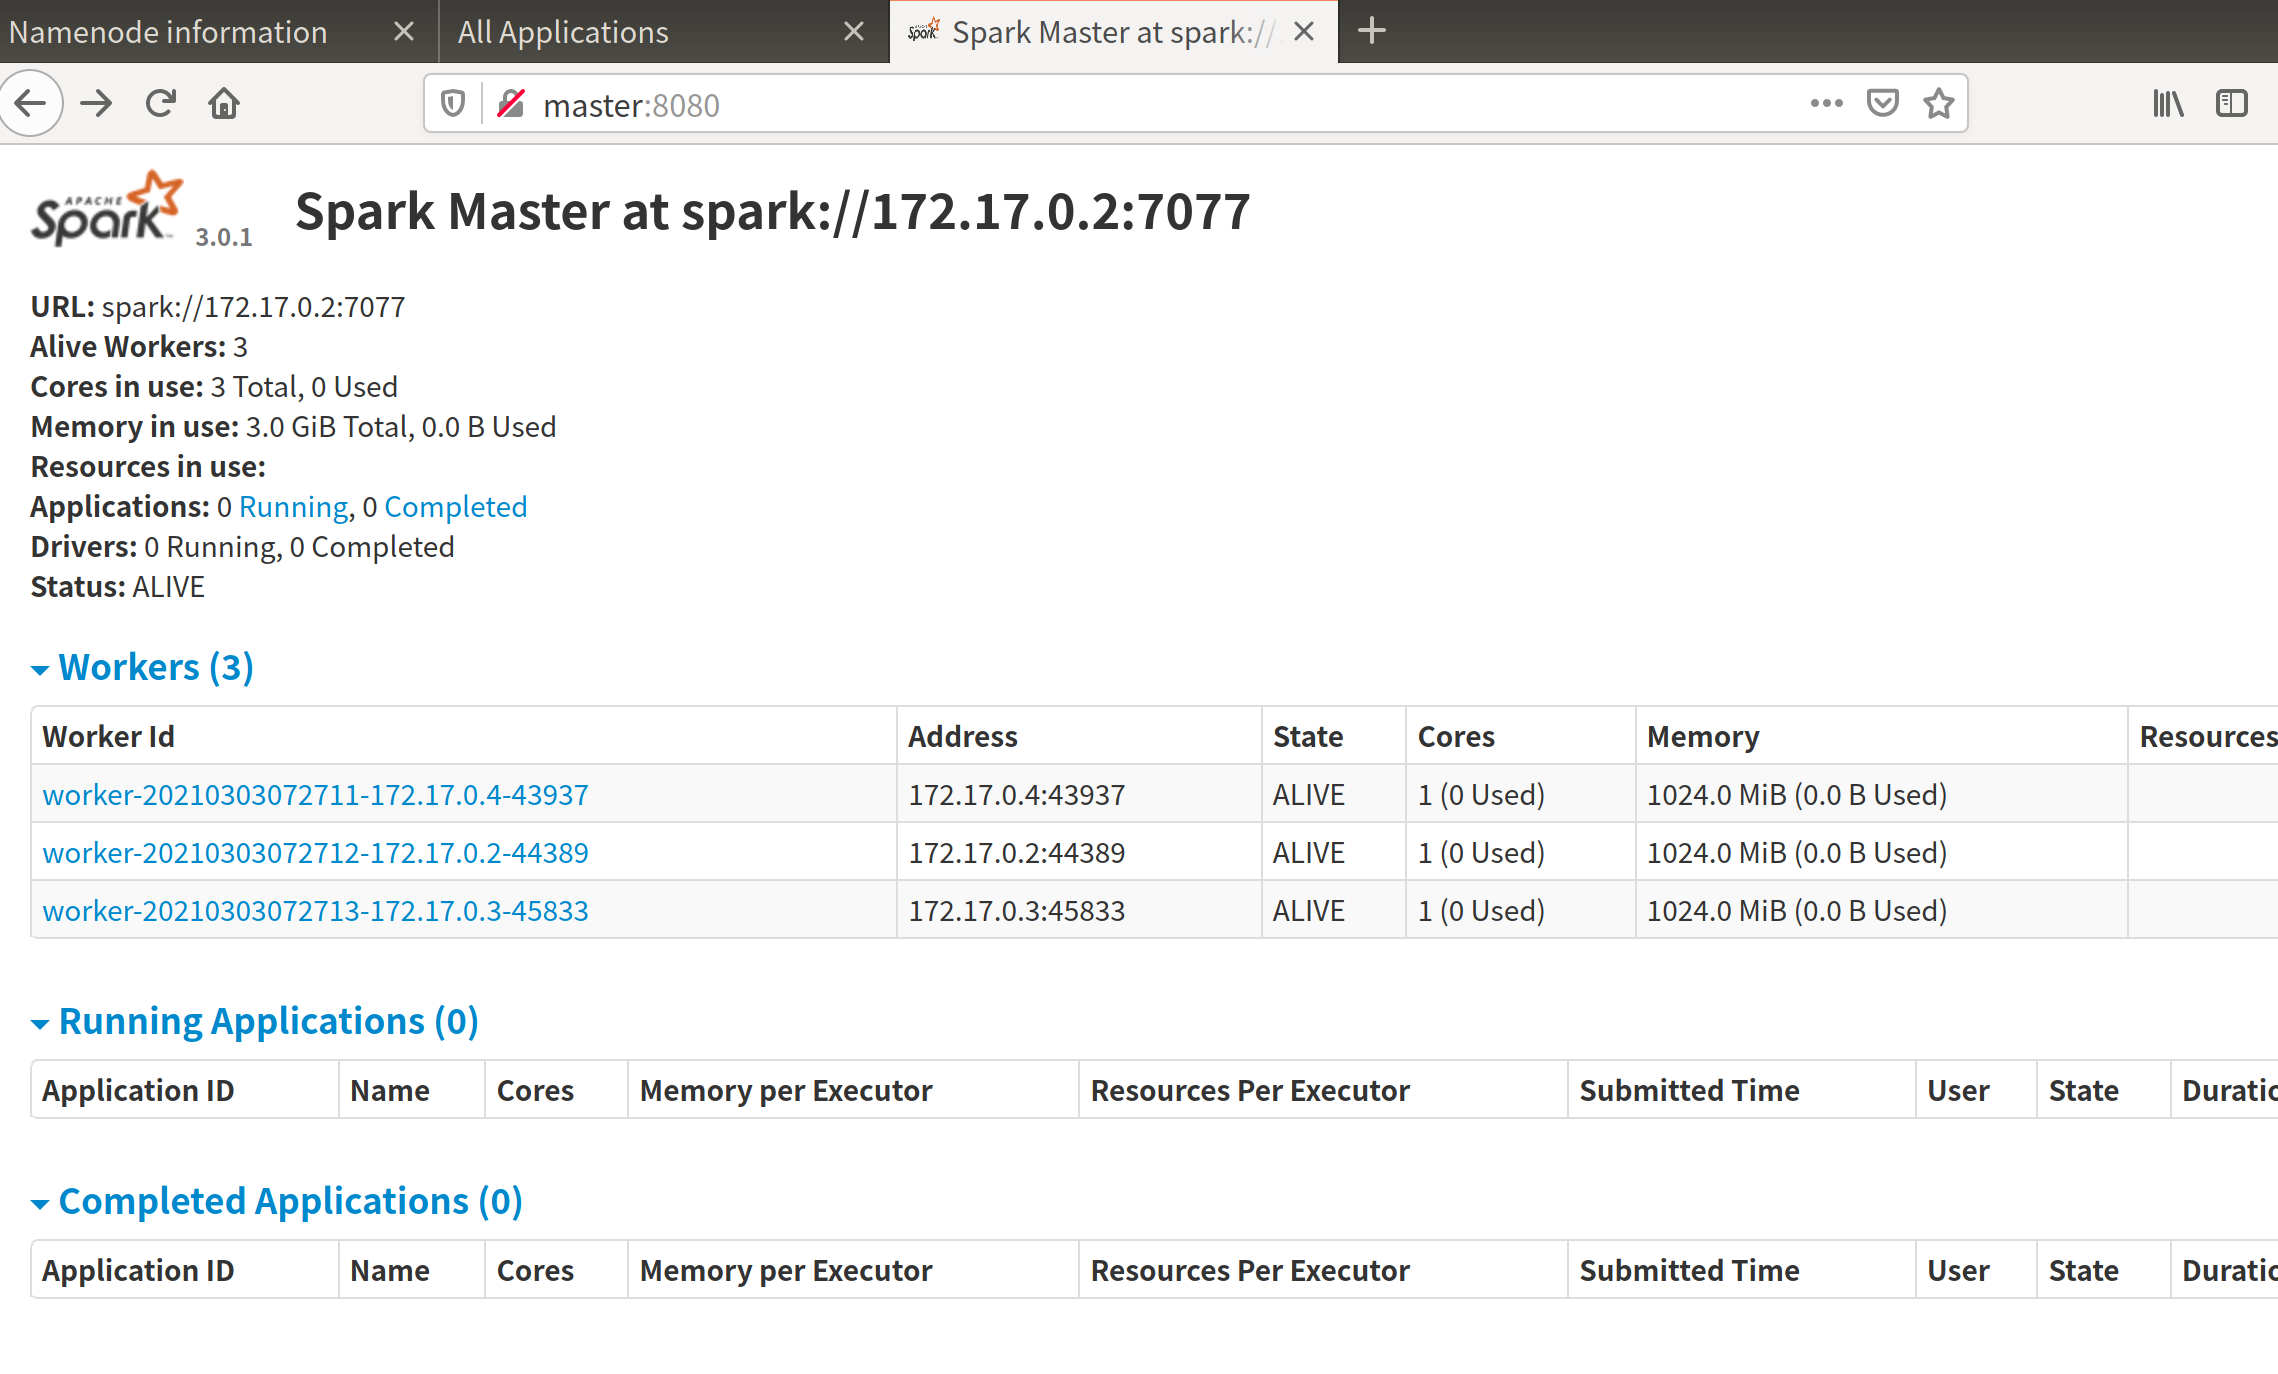 Namenode information
All Applications
Spark Master at spark://
master:8080
APACHE Spark 3.0.1
Spark Master at spark://172.17.0.2:7077
URL: spark://172.17.0.2:7077
Alive Workers: 3
Cores in use: 3 Total, 0 Used
Memory in use: 3.0 GiB Total, 0.0 B Used
Resources in use:
Applications: 0 Running, 0 Completed
Drivers: 0 Running, 0 Completed
Status: ALIVE
Workers (3)
Worker Id Address State Cores Memory Resources
worker-20210303072711-172.17.0.4-43937 172.17.0.4:43937 ALIVE 1 (0 Used) 1024.0 MiB (0.0 B Used)
worker-20210303072712-172.17.0.2-44389 172.17.0.2:44389 ALIVE 1 (0 Used) 1024.0 MiB (0.0 B Used)
worker-20210303072713-172.17.0.3-45833 172.17.0.3:45833 ALIVE 1 (0 Used) 1024.0 MiB (0.0 B Used)
Running Applications (0)
Application ID Name Cores Memory per Executor Resources Per Executor Submitted Time User State Duratio
Completed Applications (0)
Application ID Name Cores Memory per Executor Resources Per Executor Submitted Time User State Duratio